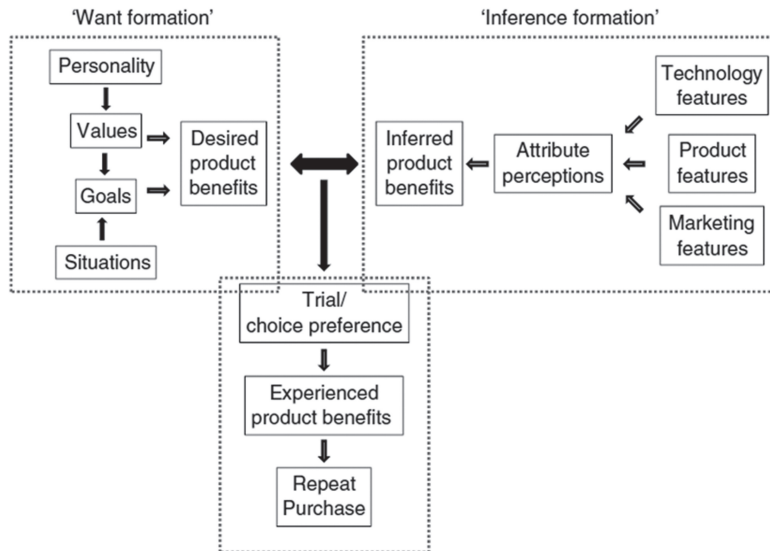 ‘Want formation’
Personality
Values
Goals
Situations
Desired
product
benefits
‘Inference formation’
Inferred
product
benefits
Attribute
perceptions
Technology
features
Product
features
Marketing
features
Trial/
choice preference
Experienced
product benefits
Repeat
Purchase